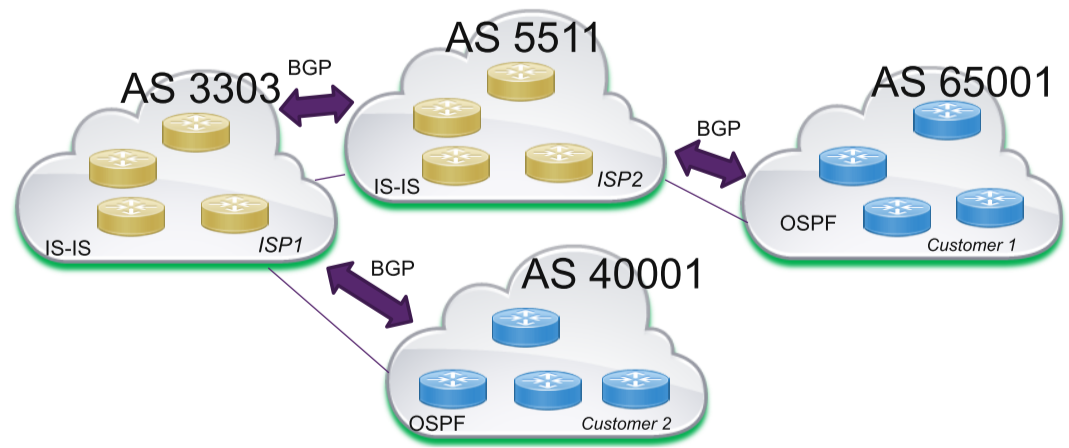 AS 5511
BGP
AS 3303
AS 65001
BGP
IS-IS
ISP2
IS-IS
ISP1
OSPF
Customer 1
BGP
AS 40001
OSPF
Customer 2